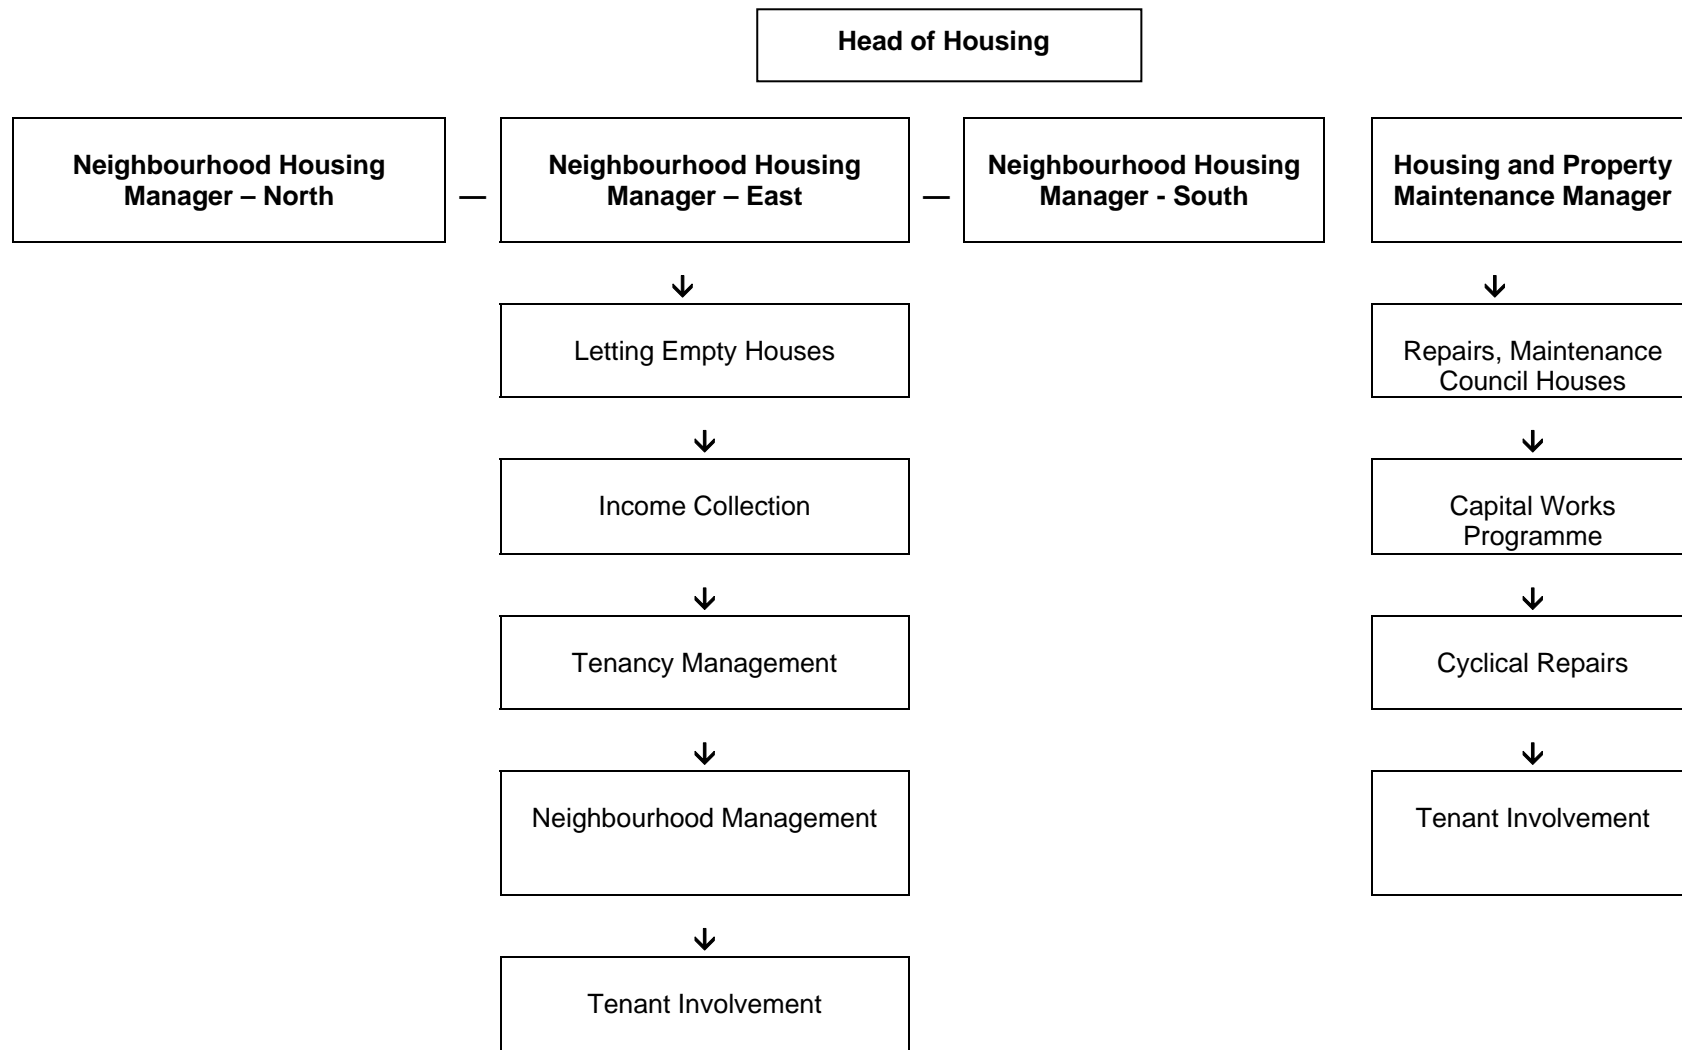 Head of Housing
Neighbourhood Housing
Manager – North
—
Neighbourhood Housing
Manager – East
—
Neighbourhood Housing
Manager - South
Housing and Property
Maintenance Manager
Letting Empty Houses
Income Collection
Tenancy Management
Neighbourhood Management
Tenant Involvement
Repairs, Maintenance
Council Houses
Capital Works
Programme
Cyclical Repairs
Tenant Involvement